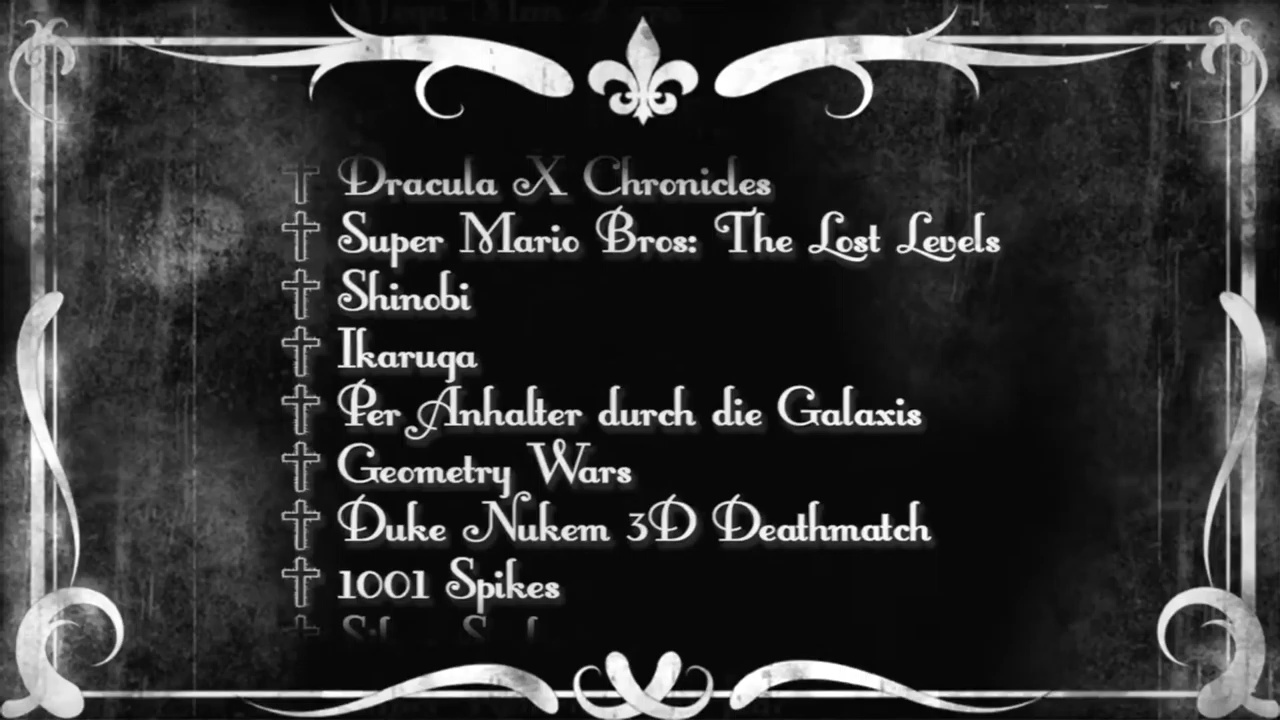 Dracula X Chronicles
Super Mario Bros: The Lost Levels
Shinobi
Ikaruga
Per Anhalter durch die Galaxis
Geometry Wars
Duke Nukem 3D Deathmatch
1001 Spikes